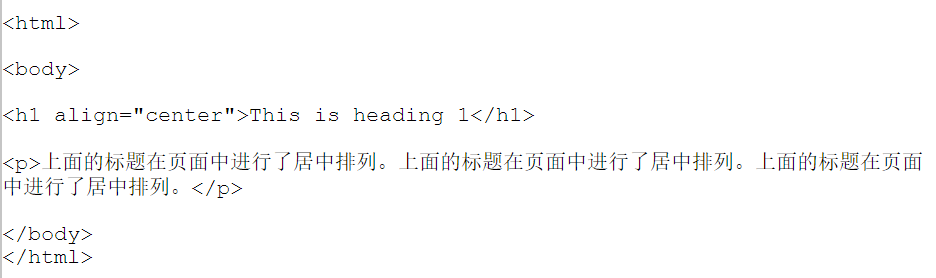 <html>
<body>
<h1 align="center">This is heading 1</h1>
<p>上面的标题在页面中进行了居中排列。上面的标题在页面中进行了居中排列。上面的标题在页面
中进行了居中排列。</p>
</body>
</html>